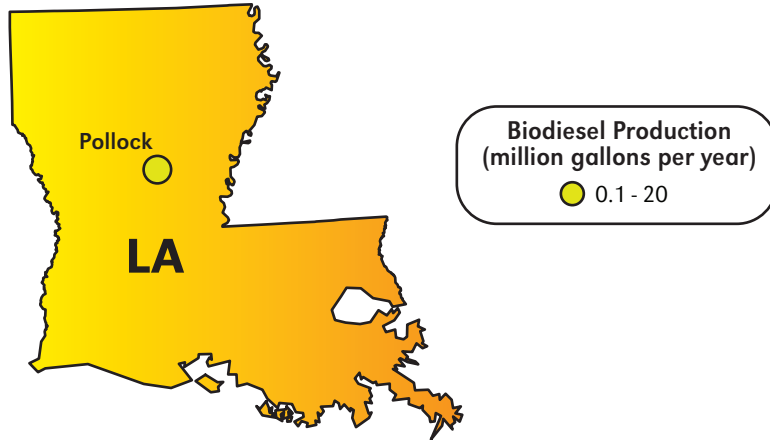 Pollock
LA
Biodiesel Production
(million gallons per year)
0.1 - 20